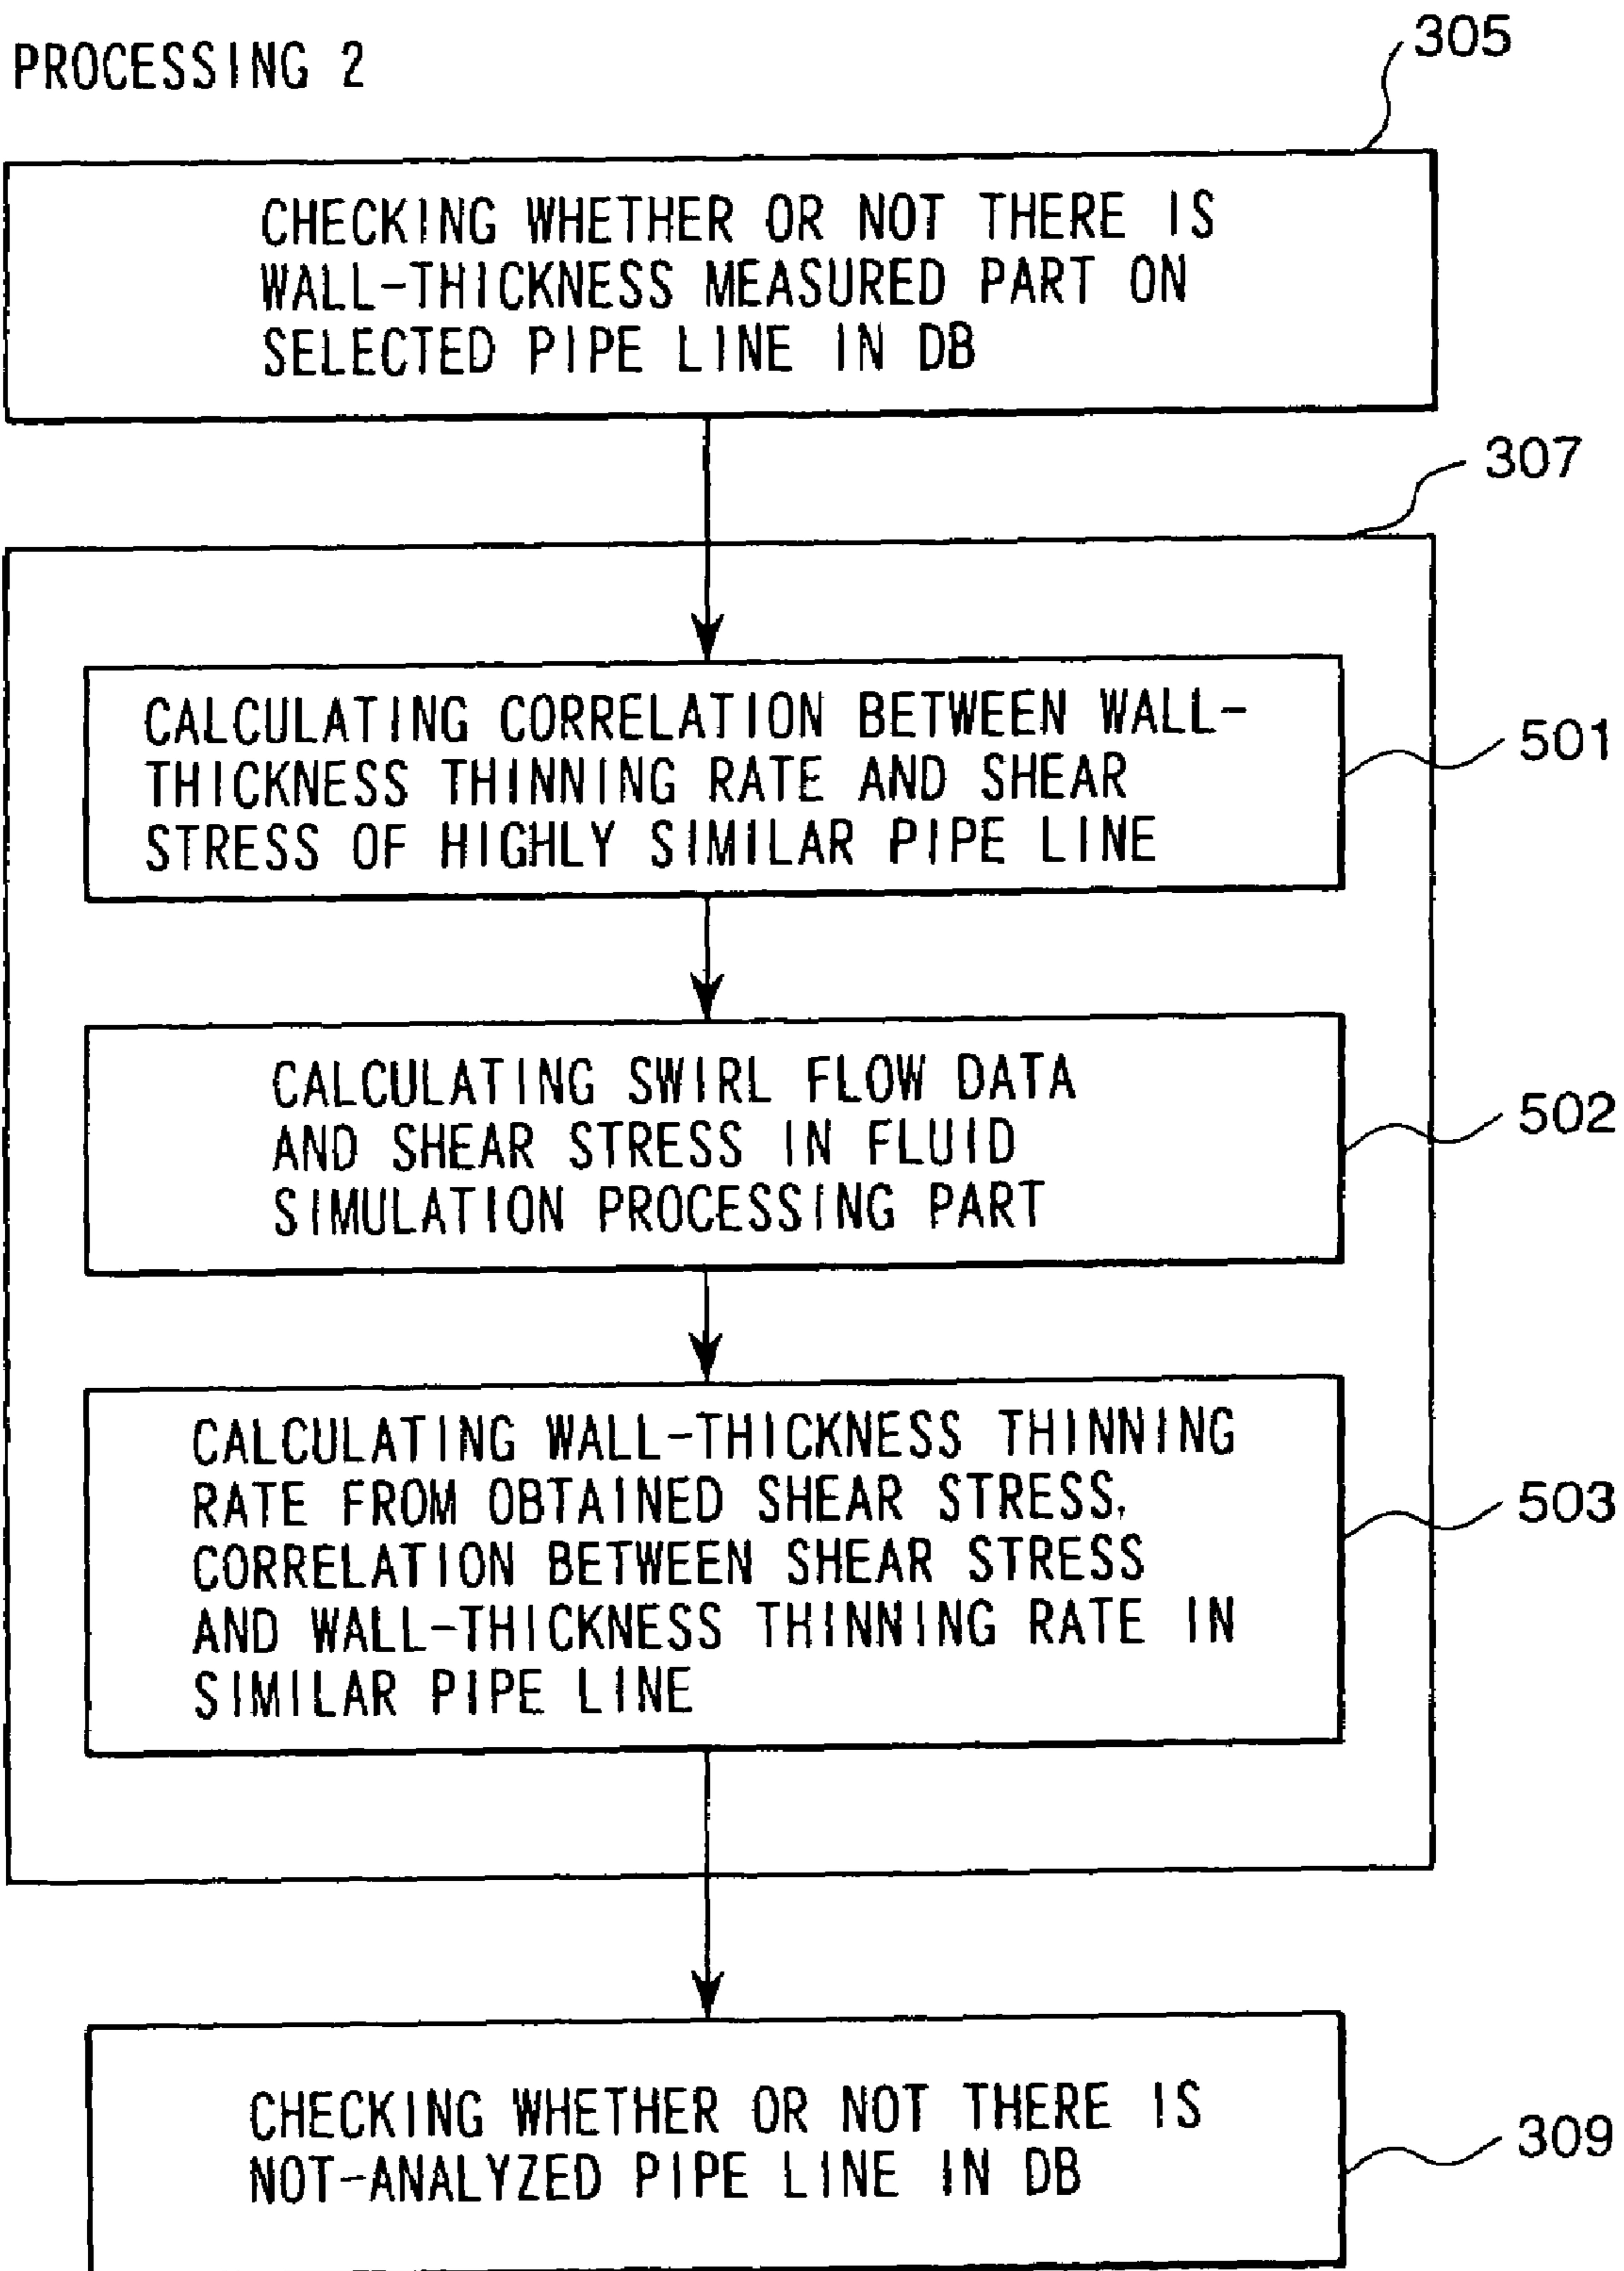 PROCESSING 2
305
CHECKING WHETHER OR NOT THERE IS
WALL-THICKNESS MEASURED PART ON
SELECTED PIPE LINE IN DB
307
CALCULATING CORRELATION BETWEEN WALL-
THICKNESS THINNING RATE AND SHEAR
STRESS OF HIGHLY SIMILAR PIPE LINE
501
CALCULATING SWIRL FLOW DATA
AND SHEAR STRESS IN FLUID
SIMULATION PROCESSING PART
502
CALCULATING WALL-THICKNESS THINNING
RATE FROM OBTAINED SHEAR STRESS,
CORRELATION BETWEEN SHEAR STRESS
AND WALL-THICKNESS THINNING RATE IN
SIMILAR PIPE LINE
503
CHECKING WHETHER OR NOT THERE IS
NOT-ANALYZED PIPE LINE IN DB
309